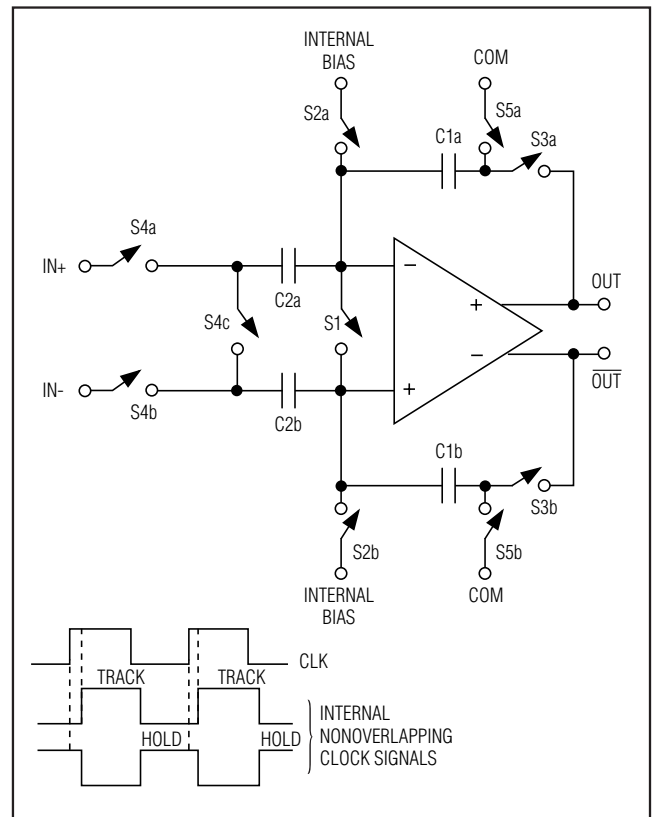 INTERNAL
BIAS
COM
S2a
S5a
C1a
S3a
S4a
IN+
C2a
S4c
S1
−
+
OUT
IN-
S4b
C2b
+
−
OUT
C1b
S3b
S2b
S5b
INTERNAL
BIAS
COM
CLK
TRACK
TRACK
HOLD
HOLD
INTERNAL
NONOVERLAPPING
CLOCK SIGNALS